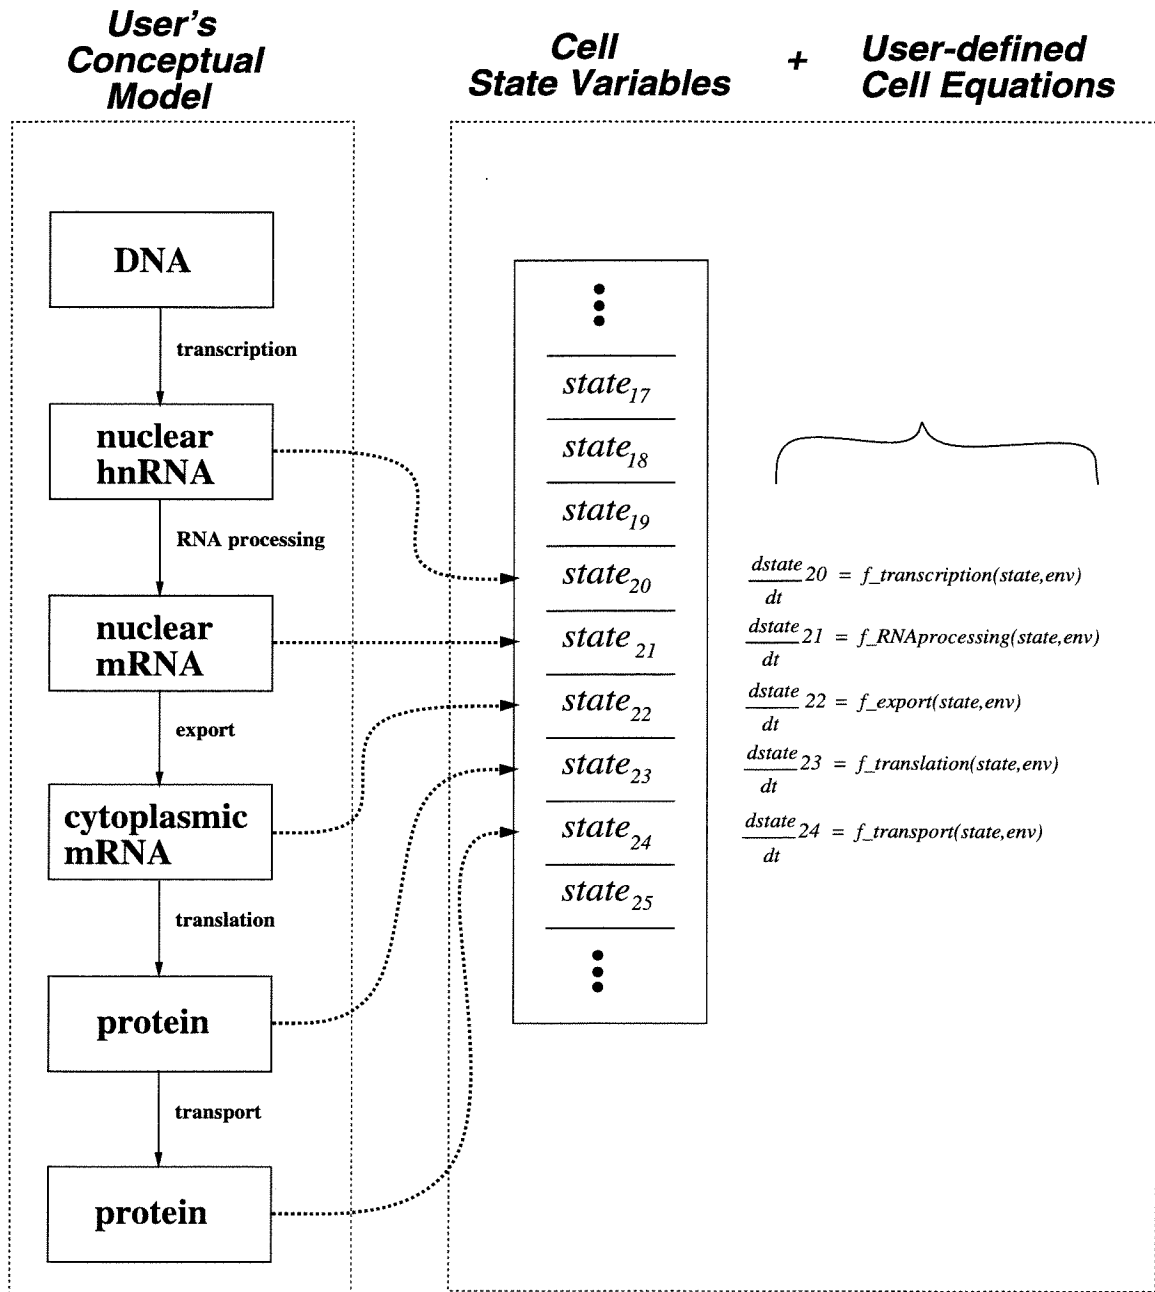 User's
Conceptual
Model
Cell
State Variables
+
User-defined
Cell Equations
DNA
transcription
nuclear
hnRNA
RNA processing
nuclear
mRNA
export
cytoplasmic
mRNA
translation
protein
transport
protein
state17
state18
state19
state20
state21
state22
state23
state24
state25
dstate 20 = f_transcription(state,env)
dt
dstate 21 = f_RNAprocessing(state,env)
dt
dstate 22 = f_export(state,env)
dt
dstate 23 = f_translation(state,env)
dt
dstate 24 = f_transport(state,env)
dt